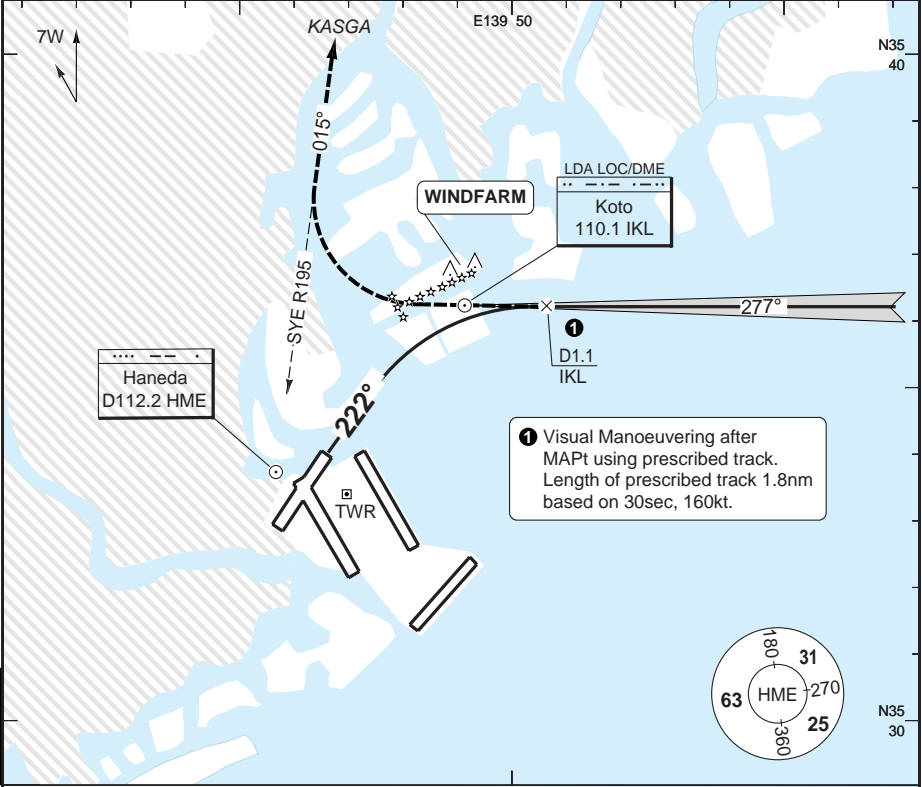 KASGA
E139 50
7W
N35
40
015°
LDA LOC/DME
Koto
110.1 IKL
WINDFARM
SYE R195
277°
1
D1.1
IKL
Haneda
D112.2 HME
222°
1 Visual Manoeuvering after
MAPt using prescribed track.
Length of prescribed track 1.8nm
based on 30sec, 160kt.
TWR
180
31
63
HME
270
25
360
N35
30